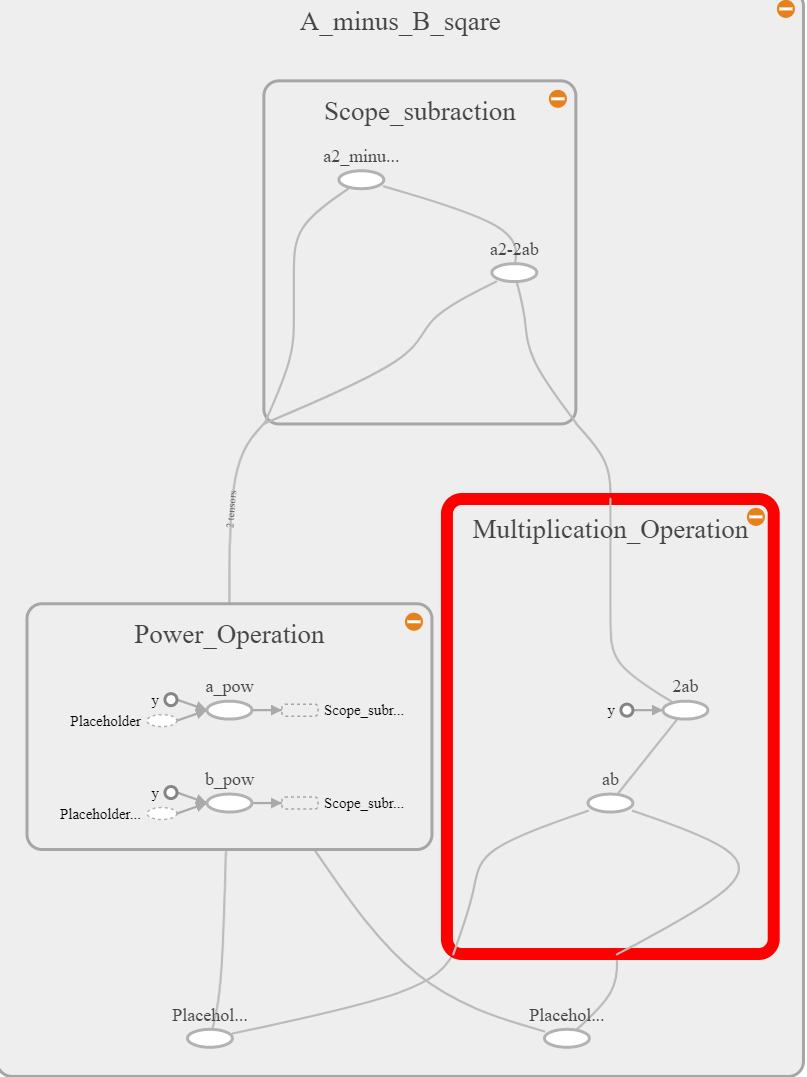 A_minus_B_sqare
Scope_subraction
a2_minu...
a2-2ab
2 tensors
Multiplication_Operation
2ab
y
ab
Power_Operation
a_pow
y
Placeholder
Scope_subr...
b_pow
y
Placeholder...
Scope_subr...
Placehol...
Placehol...